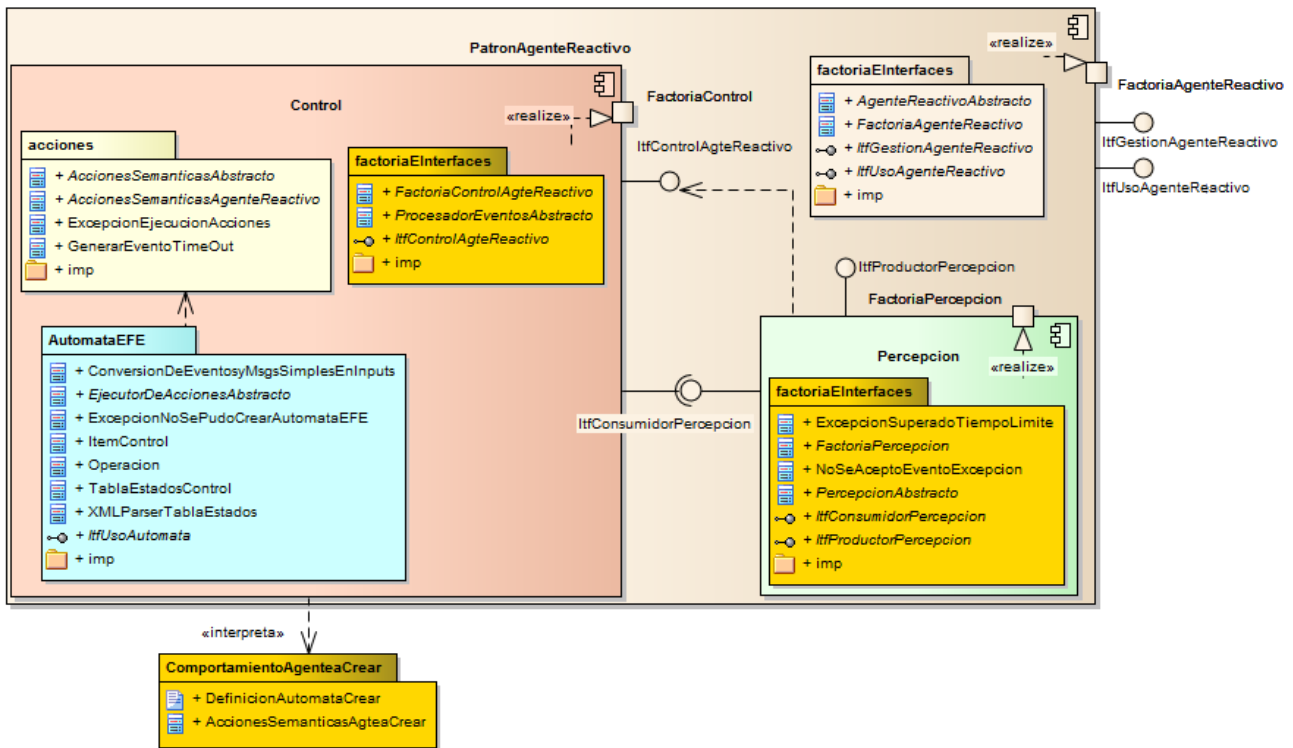 PatronAgenteReactivo
«realize»
FactoriaAgenteReactivo
ItfGestionAgenteReactivo
ItfUsoAgenteReactivo
factoriaEInterfaces
+ AgenteReactivoAbstracto
+ FactoriaAgenteReactivo
+ ItfGestionAgenteReactivo
+ ItfUsoAgenteReactivo
+ imp
Control
«realize»
FactoriaControl
ItfControlAgteReactivo
acciones
+ AccionesSemanticasAbstracto
+ AccionesSemanticasAgenteReactivo
+ ExcepcionEjecucionAcciones
+ GenerarEventoTimeOut
+ imp
factoriaEInterfaces
+ FactoriaControlAgteReactivo
+ ProcesadorEventosAbstracto
+ ItfControlAgteReactivo
+ imp
AutomataEFE
+ ConversionDeEventosyMsgsSimplesEnInputs
+ EjecutorDeAccionesAbstracto
+ ExcepcionNoSePudoCrearAutomataEFE
+ ItemControl
+ Operacion
+ TablaEstadosControl
+ XMLParserTablaEstados
+ ItfUsoAutomata
+ imp
ItfConsumidorPercepcion
ItfProductorPercepcion
FactoriaPercepcion
Percepcion
«realize»
factoriaEInterfaces
+ ExcepcionSuperadoTiempoLimite
+ FactoriaPercepcion
+ NoSeAceptoEventoExcepcion
+ PercepcionAbstracto
+ ItfConsumidorPercepcion
+ ItfProductorPercepcion
+ imp
«interpreta»
ComportamientoAgenteaCrear
+ DefinicionAutomataCrear
+ AccionesSemanticasAgteaCrear